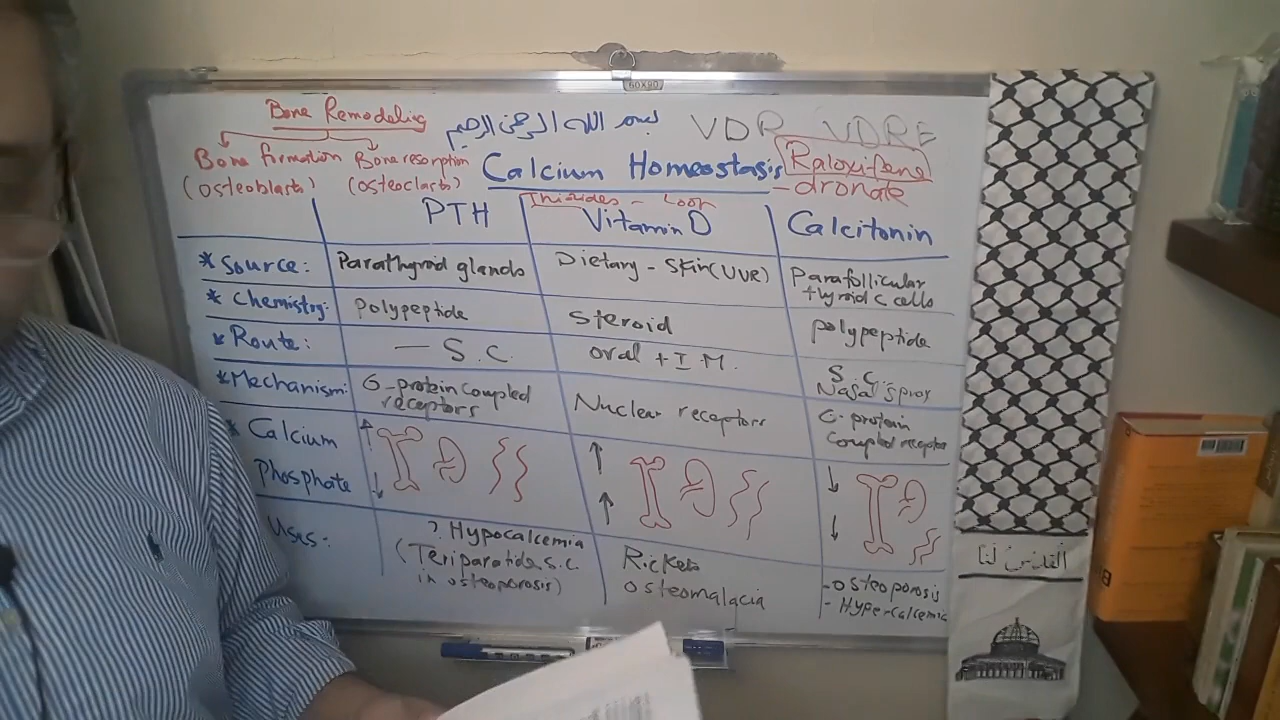 60X90
Bone Remodeling
Bone formation Bone resorption
(osteoblasts) (osteoclasts)
بسم الله الرحمن الرحيم
VDR VDRE
Calcium Homeostasis
Raloxifene
- dronate
Thiazides - Loop
PTH Vitamin D Calcitonin
* Source: Parathyroid glands Dietary - Skin (UVR) Parafollicular
thyroid C cells
* Chemistry: Polypeptide Steroid polypeptide
* Route: — S.C. oral + I.M. S.C.
Nasal spray
* Mechanism: G-protein coupled
receptors Nuclear receptors G-protein
Coupled receptor
* Calcium ↑ ↑ ↓
Phosphate ↓ ↑ ↓
Uses: ? Hypocalcemia
(Teriparatide s.c.
in osteoporosis)
Rickets
osteomalacia
- osteoporosis
- Hypercalcemia
القدس لنا